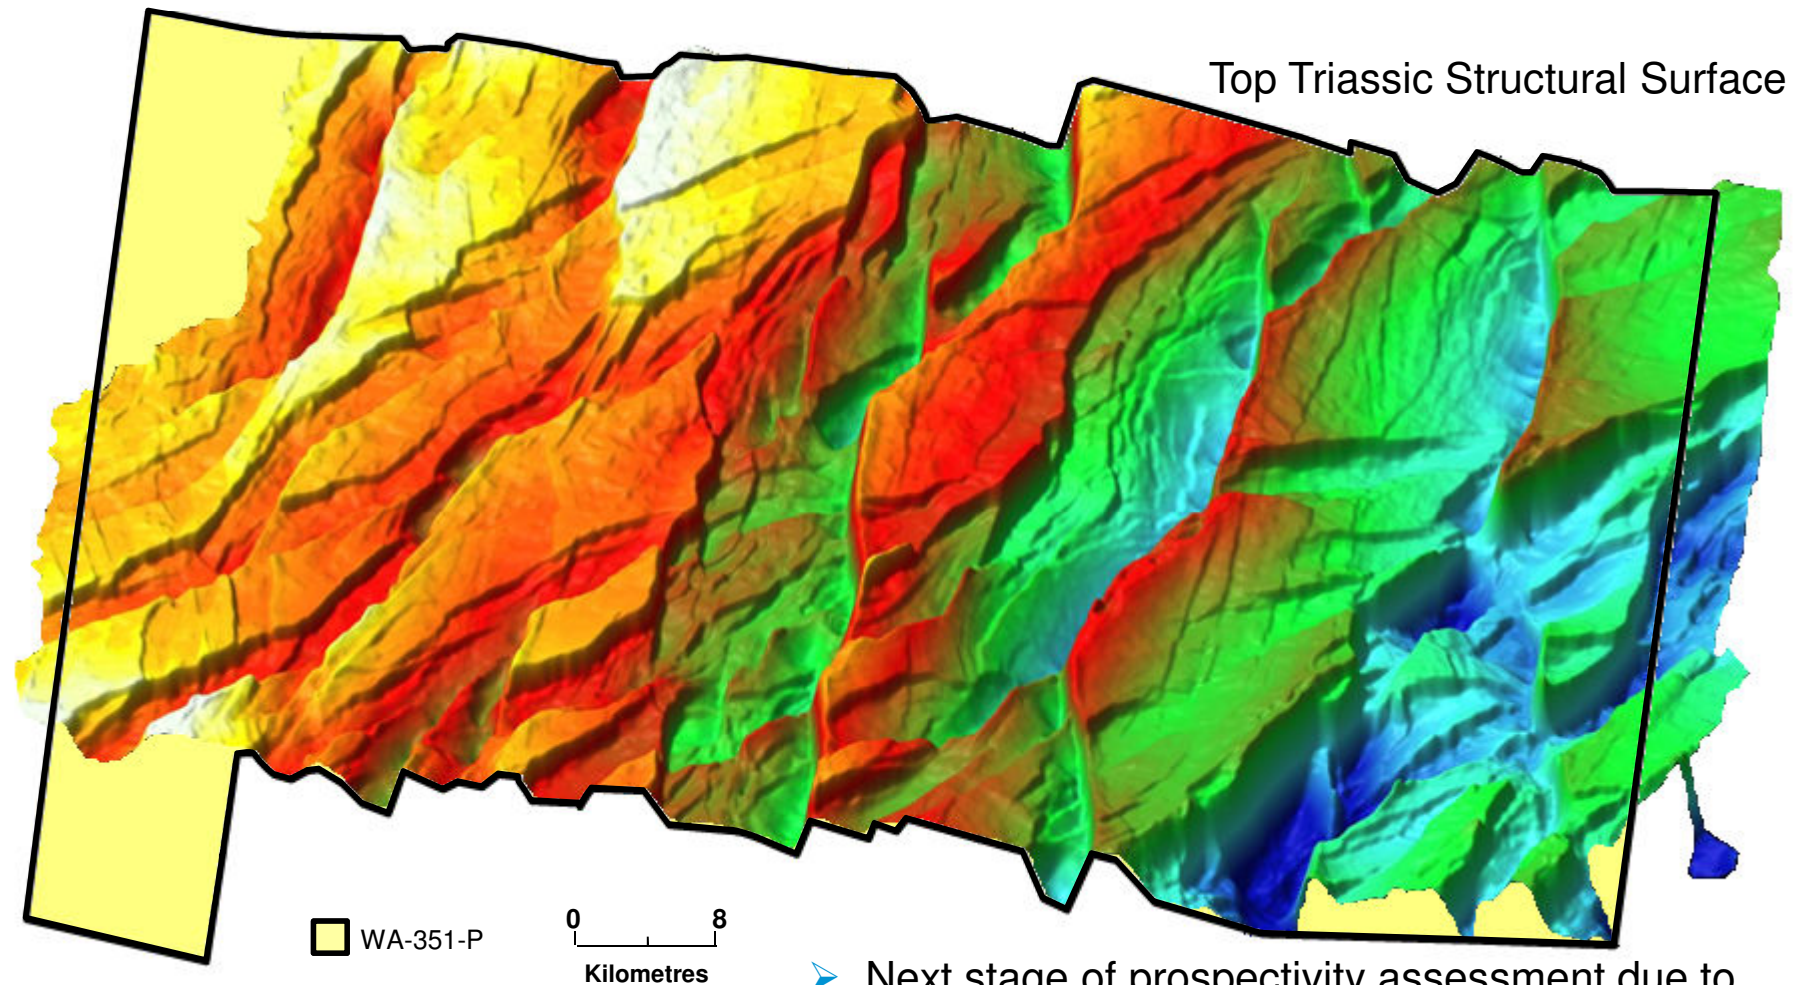 Top Triassic Structural Surface
WA-351-P
0 8
Kilometres
➢ Next stage of prospectivity assessment due to